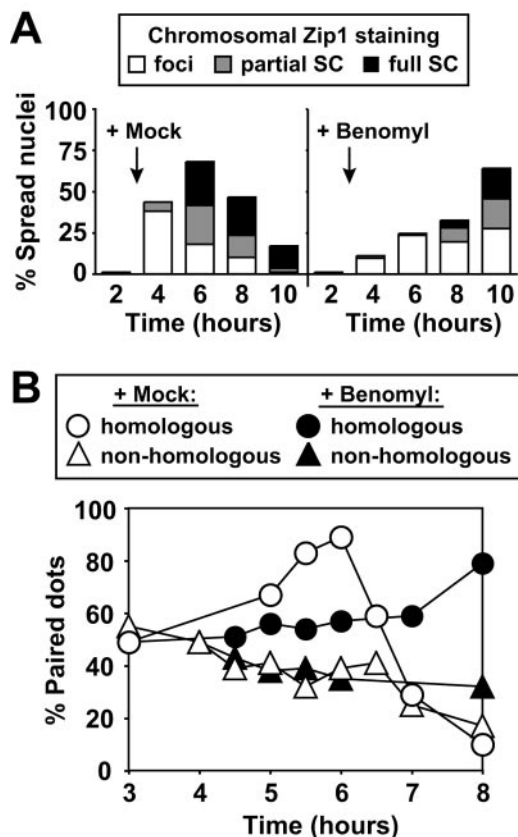 A
Chromosomal Zip1 staining
foci partial SC full SC
% Spread nuclei
100
75
50
25
0
+ Mock
+ Benomyl
2 4 6 8 10 2 4 6 8 10
Time (hours) Time (hours)
B
+ Mock: + Benomyl:
homologous homologous
non-homologous non-homologous
% Paired dots
100
80
60
40
20
0
3 4 5 6 7 8
Time (hours)